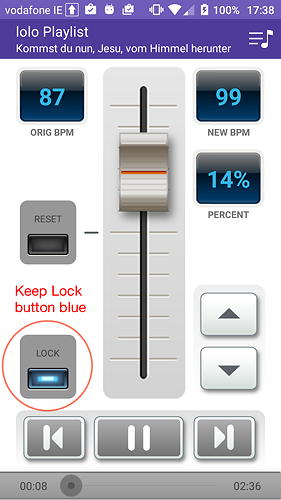 vodafone IE 100% 17:38
lolo Playlist
Kommst du nun, Jesu, vom Himmel herunter
87
ORIG BPM
99
NEW BPM
14%
PERCENT
RESET
Keep Lock
button blue
LOCK
00:08 02:36